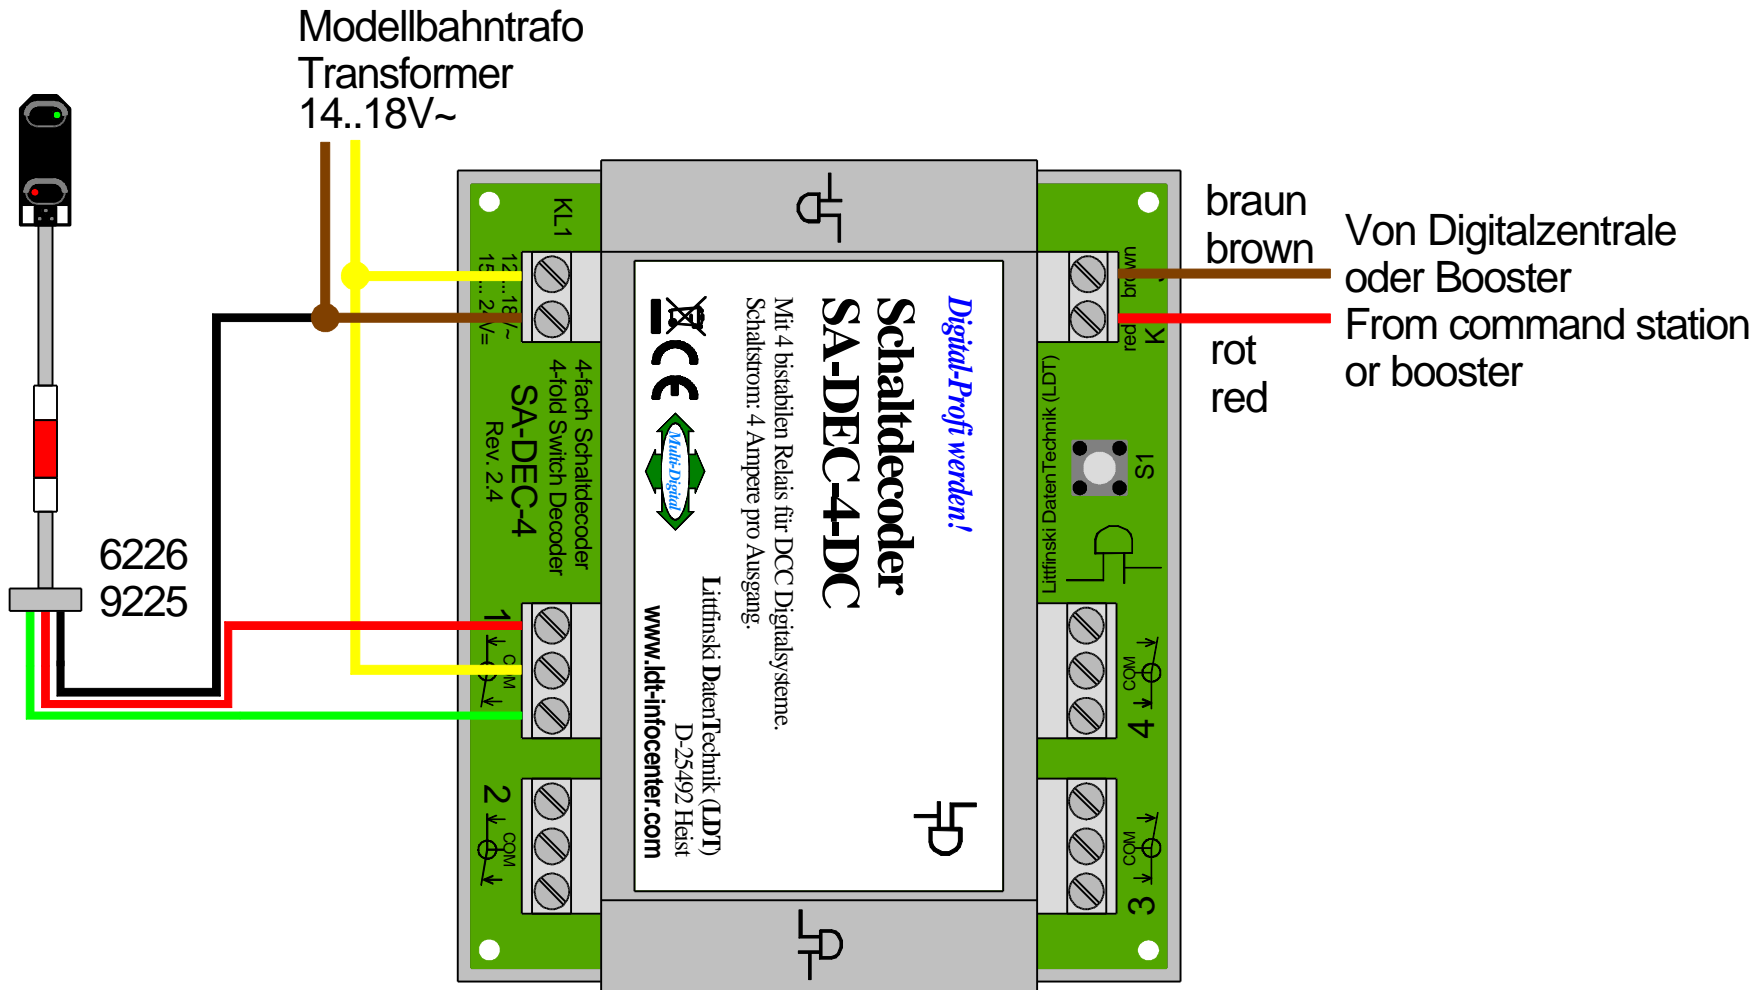 Modellbahntrafo
Transformer
14..18V~
6226
9225
KL1
12...18V~
15... 24V=
4-fach Schaltdecoder
4-fold Switch Decoder
SA-DEC-4
Rev. 2.4
1
COM
2
COM
Digital-Profi werden!
Schaltdecoder
SA-DEC-4-DC
Mit 4 bistabilen Relais für DCC Digitalsysteme.
Schaltstrom: 4 Ampere pro Ausgang.
CE
Multi-Digital
Littfinski DatenTechnik (LDT)
D-25492 Heist
www.ldt-infocenter.com
brown
red
K
Littfinski DatenTechnik (LDT)
S1
COM
4
COM
3
braun
brown
rot
red
Von Digitalzentrale
oder Booster
From command station
or booster